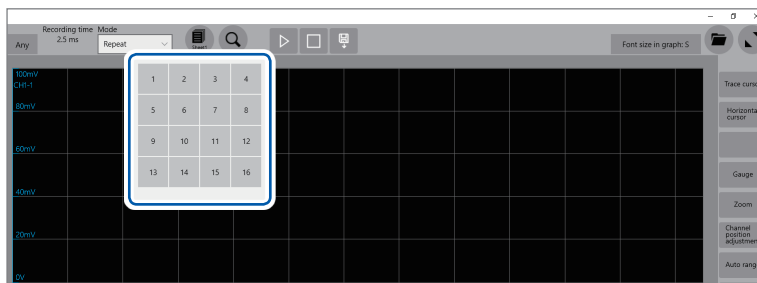 Recording time Mode
Any 2.5 ms Repeat Sheet1 Font size in graph: S
100mV
CH1-1
80mV
60mV
40mV
20mV
0V
1 2 3 4
5 6 7 8
9 10 11 12
13 14 15 16
Trace curso
Horizonta
cursor
Gauge
Zoom
Channel
position
adjustmen
Auto rang